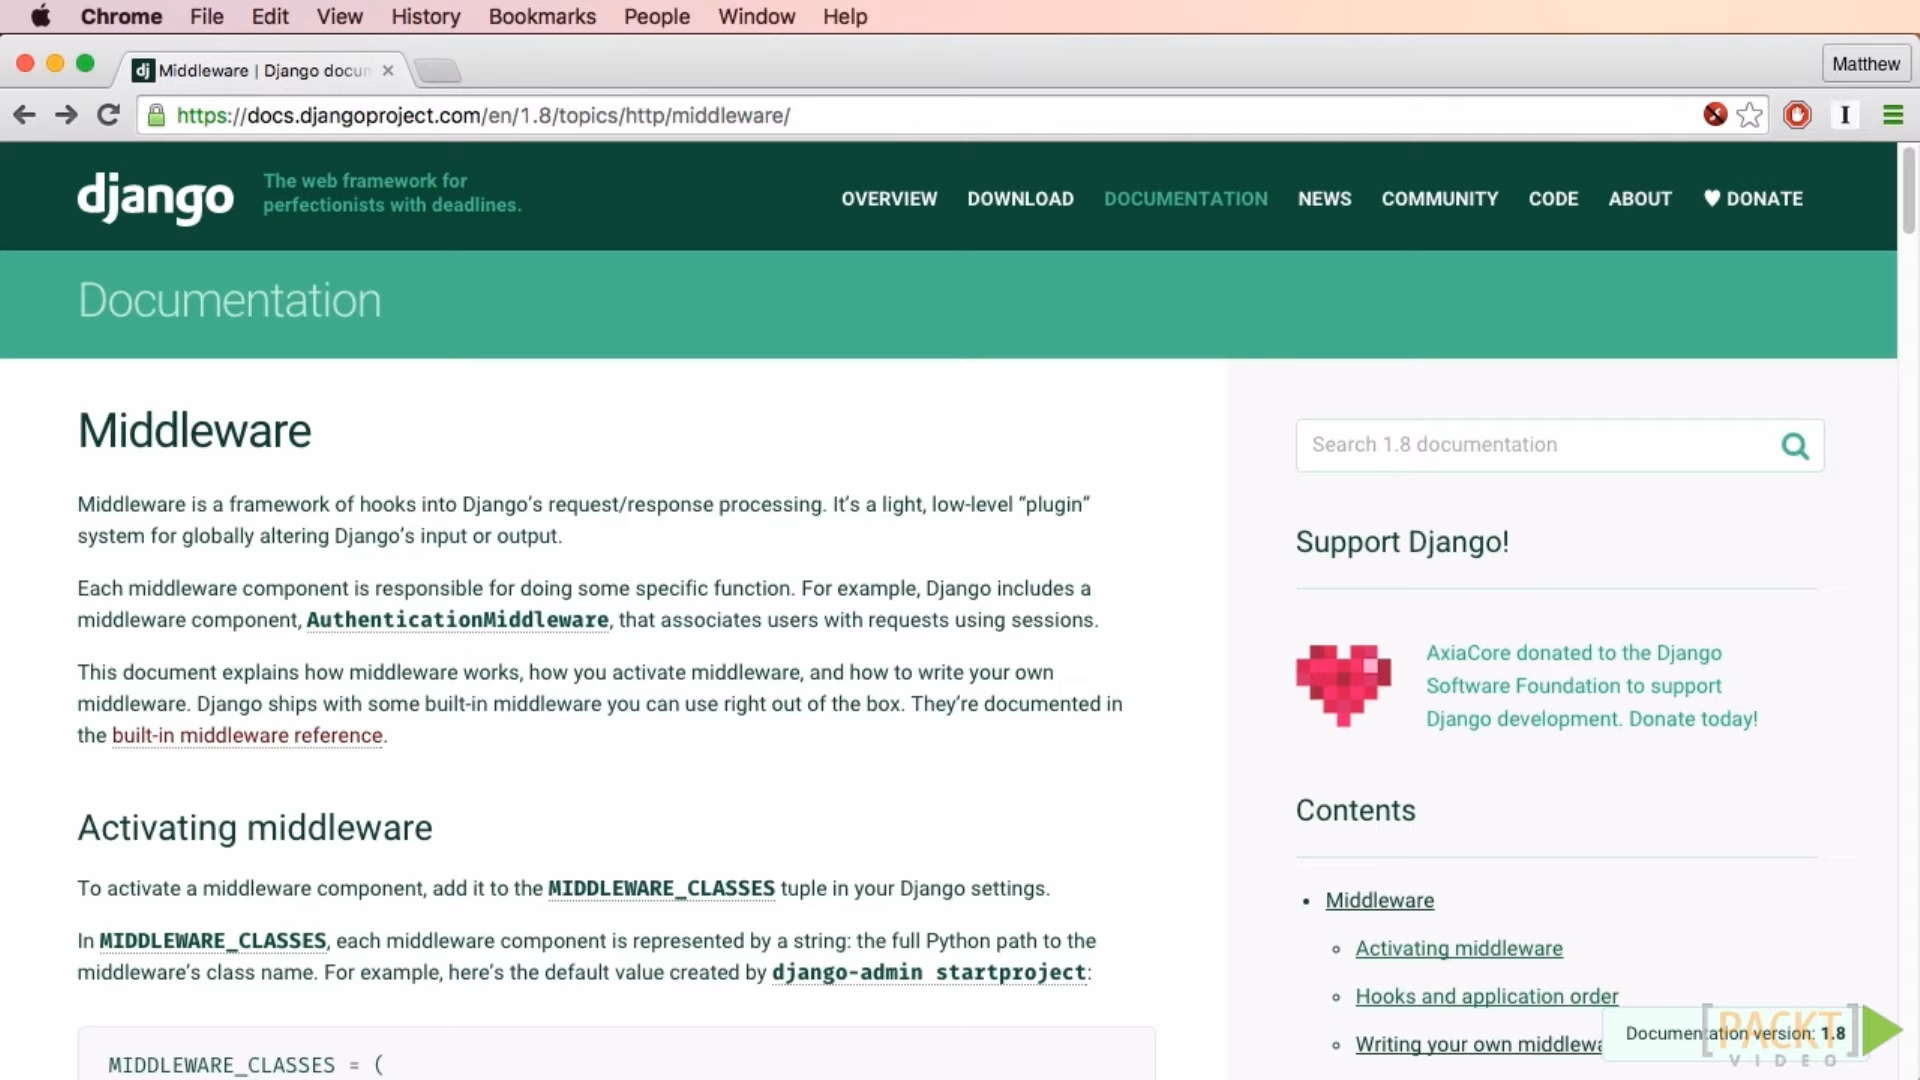 Chrome File Edit View History Bookmarks People Window Help
dj Middleware | Django docum
Matthew
https://docs.djangoproject.com/en/1.8/topics/http/middleware/
I
django
The web framework for
perfectionists with deadlines.
OVERVIEW DOWNLOAD DOCUMENTATION NEWS COMMUNITY CODE ABOUT DONATE
Documentation
Middleware
Middleware is a framework of hooks into Django’s request/response processing. It’s a light, low-level “plugin”
system for globally altering Django’s input or output.
Each middleware component is responsible for doing some specific function. For example, Django includes a
middleware component, AuthenticationMiddleware, that associates users with requests using sessions.
This document explains how middleware works, how you activate middleware, and how to write your own
middleware. Django ships with some built-in middleware you can use right out of the box. They’re documented in
the built-in middleware reference.
Activating middleware
To activate a middleware component, add it to the MIDDLEWARE_CLASSES tuple in your Django settings.
In MIDDLEWARE_CLASSES, each middleware component is represented by a string: the full Python path to the
middleware’s class name. For example, here’s the default value created by django-admin startproject:
MIDDLEWARE_CLASSES = (
Search 1.8 documentation
Support Django!
AxiaCore donated to the Django
Software Foundation to support
Django development. Donate today!
Contents
• Middleware
◦ Activating middleware
◦ Hooks and application order
◦ Writing your own middlewa
Documentation version: 1.8
[PACKT]
VIDEO